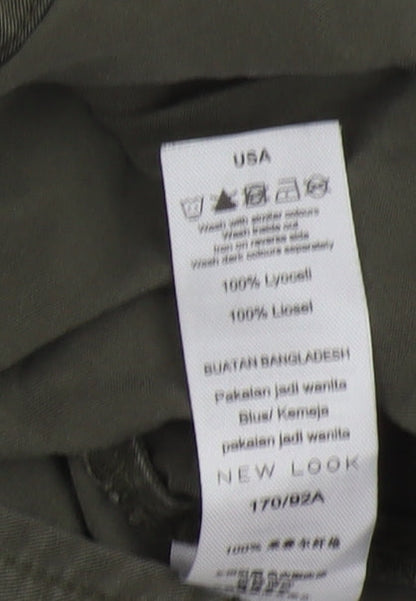 USA
Wash with similar colours
Wash inside out
Iron on reverse side
Wash dark colours separately
100% Lyocell
100% Liosel
BUATAN BANGLADESH
Pakaian jadi wanita
Blus/ Kemeja
pakaian jadi wanita
NEW LOOK
170/92A
100%